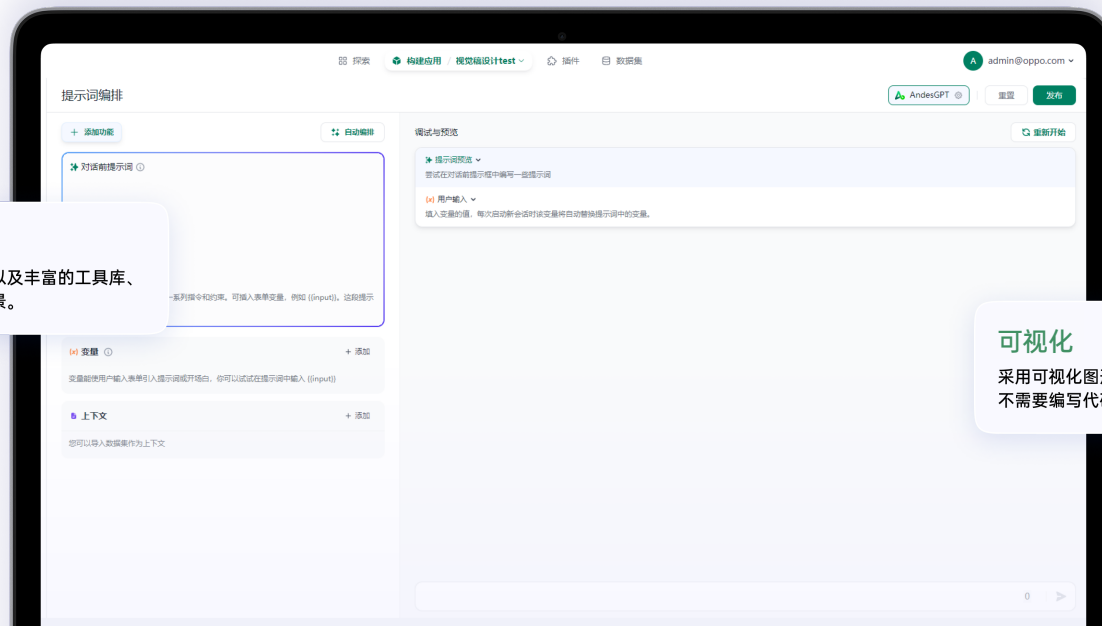 探索
构建应用 / 视觉稿设计test
插件
数据集
A admin@oppo.com
提示词编排
AndesGPT
重置
发布
添加功能
自动编排
调试与预览
重新开始
对话前提示词
提示词预览
尝试在对话前提示框中编写一些提示词
{x} 用户输入
填入变量的值，每次启动新会话时该变量将自动替换提示词中的变量。
以及丰富的工具库、
景。
一系列指令和约束。可插入表单变量，例如 {{input}}。这段提示
{x} 变量
+ 添加
变量能使用户输入表单引入提示词或开场白，你可以试试在提示词中输入 {{input}}
上下文
+ 添加
您可以导入数据集作为上下文
可视化
采用可视化图形
不需要编写代码
0